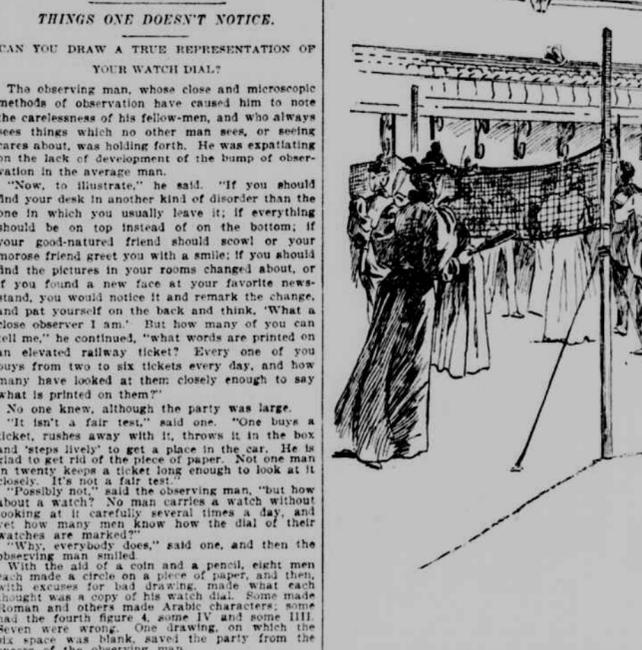 THINGS ONE DOESN'T NOTICE.
CAN YOU DRAW A TRUE REPRESENTATION OF
YOUR WATCH DIAL?
The observing man, whose close and microscopic
methods of observation have caused him to note
the carelessness of his fellow-men, and who always
sees things which no other man sees, or seeing
cares about, was holding forth. He was expatiating
on the lack of development of the bump of obser-
vation in the average man.
"Now, to illustrate," he said. "If you should
find your desk in another kind of disorder than the
one in which you usually leave it; if everything
should be on top instead of on the bottom; if
your good-natured friend should scowl or your
morose friend greet you with a smile; if you should
find the pictures in your rooms changed about, or
if you found a new face at your favorite news-
stand, you would notice it and remark the change,
and pat yourself on the back and think, 'What a
close observer I am.' But how many of you can
tell me," he continued, "what words are printed on
an elevated railway ticket? Every one of you
buys from two to six tickets every day, and how
many have looked at them closely enough to say
what is printed on them?"
No one knew, although the party was large.
"It isn't a fair test," said one. "One buys a
ticket, rushes away with it, throws it in the box
and 'steps lively' to get a place in the car. He is
glad to get rid of the piece of paper. Not one man
in twenty keeps a ticket long enough to look at it
closely. It's not a fair test."
"Possibly not," said the observing man, "but how
about a watch? No man carries a watch without
looking at it carefully several times a day, and
yet how many men know how the dial of their
watches are marked?"
"Why, everybody does," said one, and then the
observing man smiled.
With the aid of a coin and a pencil, eight men
each made a circle on a piece of paper, and then,
with excuses for bad drawing, made what each
thought was a copy of his watch dial. Some made
Roman and others made Arabic characters; some
had the fourth figure 4, some IV and some IIII.
Seven were wrong. One drawing, on which the
six space was blank, saved the party from the
of the observing man.